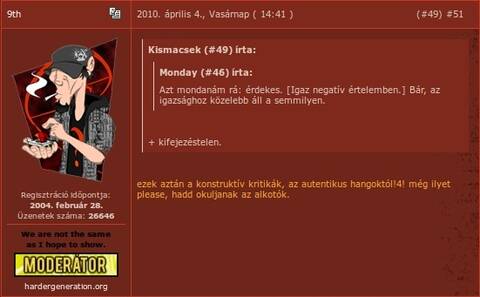 9th
2010. április 4., Vasárnap ( 14:41 )
(#49) #51
Kismacsek (#49) írta:
Monday (#46) írta:
Azt mondanám rá: érdekes. [Igaz negatív értelemben.] Bár, az
igazsághoz közelebb áll a semmilyen.
+ kifejezéstelen.
ezek aztán a konstruktív kritikák, az autentikus hangoktól!4! még ilyet
please, hadd okuljanak az alkotók.
Regisztráció időpontja:
2004. február 28.
Üzenetek száma: 26646
We are not the same
as I hope to show.
MODERÁTOR
hardergeneration.org